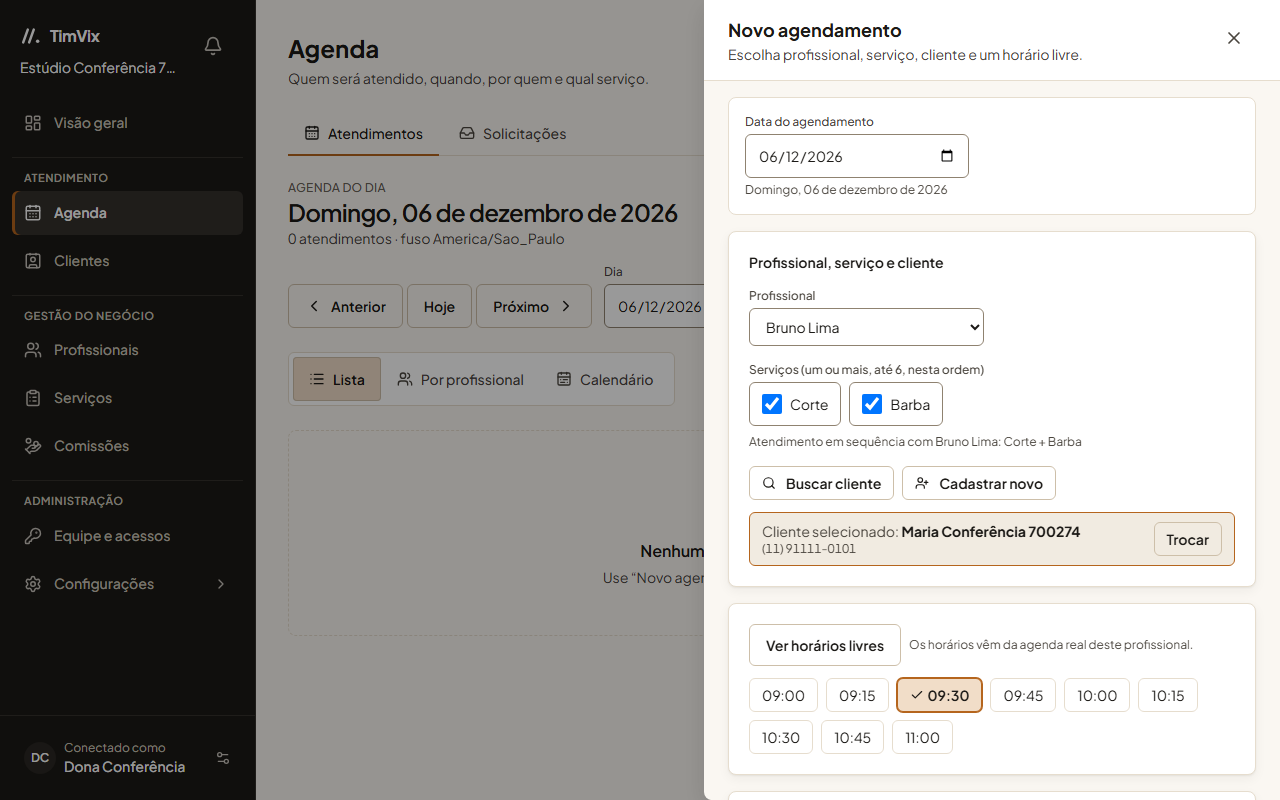 TimVix
Estúdio Conferência 7...
Visão geral
ATENDIMENTO
Agenda
Clientes
GESTÃO DO NEGÓCIO
Profissionais
Serviços
Comissões
ADMINISTRAÇÃO
Equipe e acessos
Configurações
DC
Conectado como
Dona Conferência
Agenda
Quem será atendido, quando, por quem e qual serviço.
Atendimentos
Solicitações
AGENDA DO DIA
Domingo, 06 de dezembro de 2026
0 atendimentos · fuso America/Sao_Paulo
Dia
Anterior
Hoje
Próximo
06/12/2026
Lista
Por profissional
Calendário
Nenhum
Use “Novo agen
Novo agendamento
Escolha profissional, serviço, cliente e um horário livre.
Data do agendamento
06/12/2026
Domingo, 06 de dezembro de 2026
Profissional, serviço e cliente
Profissional
Bruno Lima
Serviços (um ou mais, até 6, nesta ordem)
Corte
Barba
Atendimento em sequência com Bruno Lima: Corte + Barba
Buscar cliente
Cadastrar novo
Cliente selecionado: Maria Conferência 700274
(11) 91111-0101
Trocar
Ver horários livres
Os horários vêm da agenda real deste profissional.
09:00
09:15
09:30
09:45
10:00
10:15
10:30
10:45
11:00